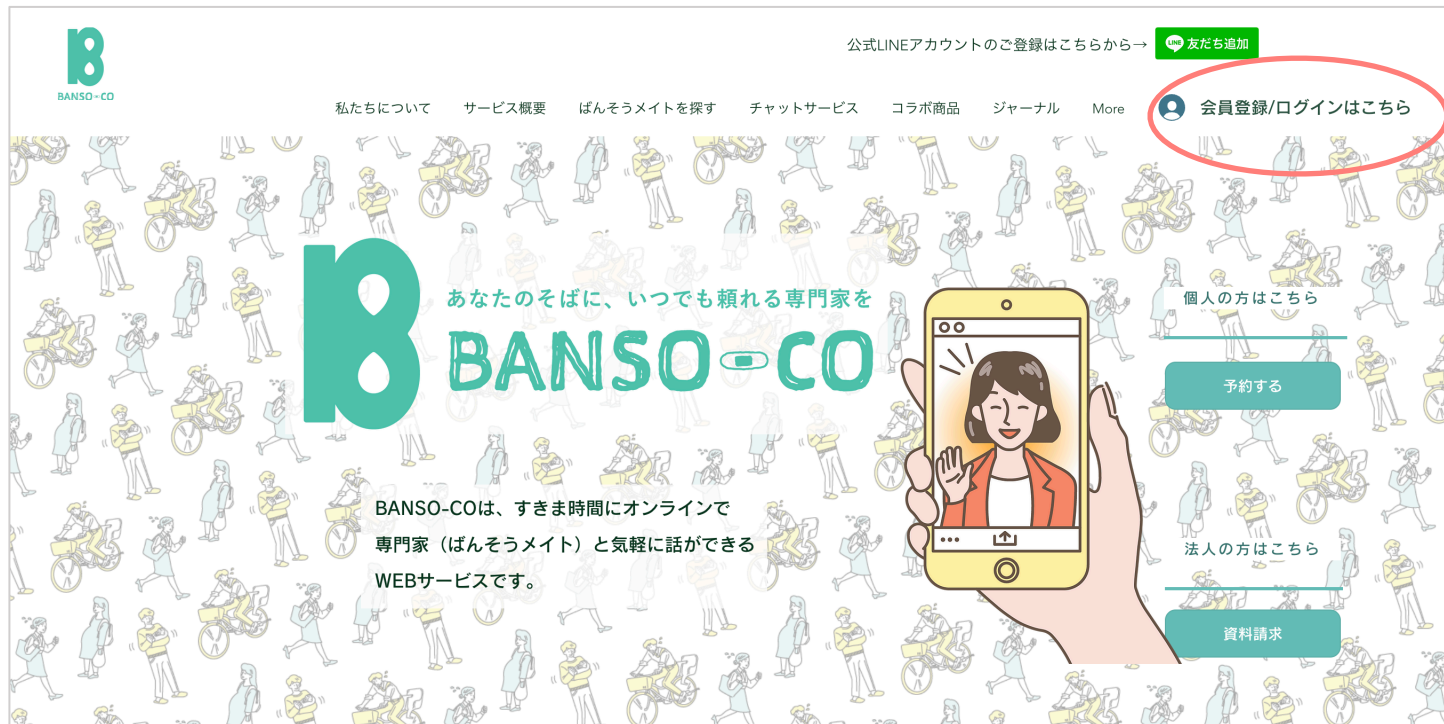 BANSO-CO
公式LINEアカウントのご登録はこちらから→
LINE
友だち追加
私たちについて サービス概要 ばんそうメイトを探す チャットサービス コラボ商品 ジャーナル More 会員登録/ログインはこちら
あなたのそばに、いつでも頼れる専門家を
BANSO-CO
BANSO-COは、すきま時間にオンラインで
専門家（ばんそうメイト）と気軽に話ができる
WEBサービスです。
個人の方はこちら
予約する
法人の方はこちら
資料請求